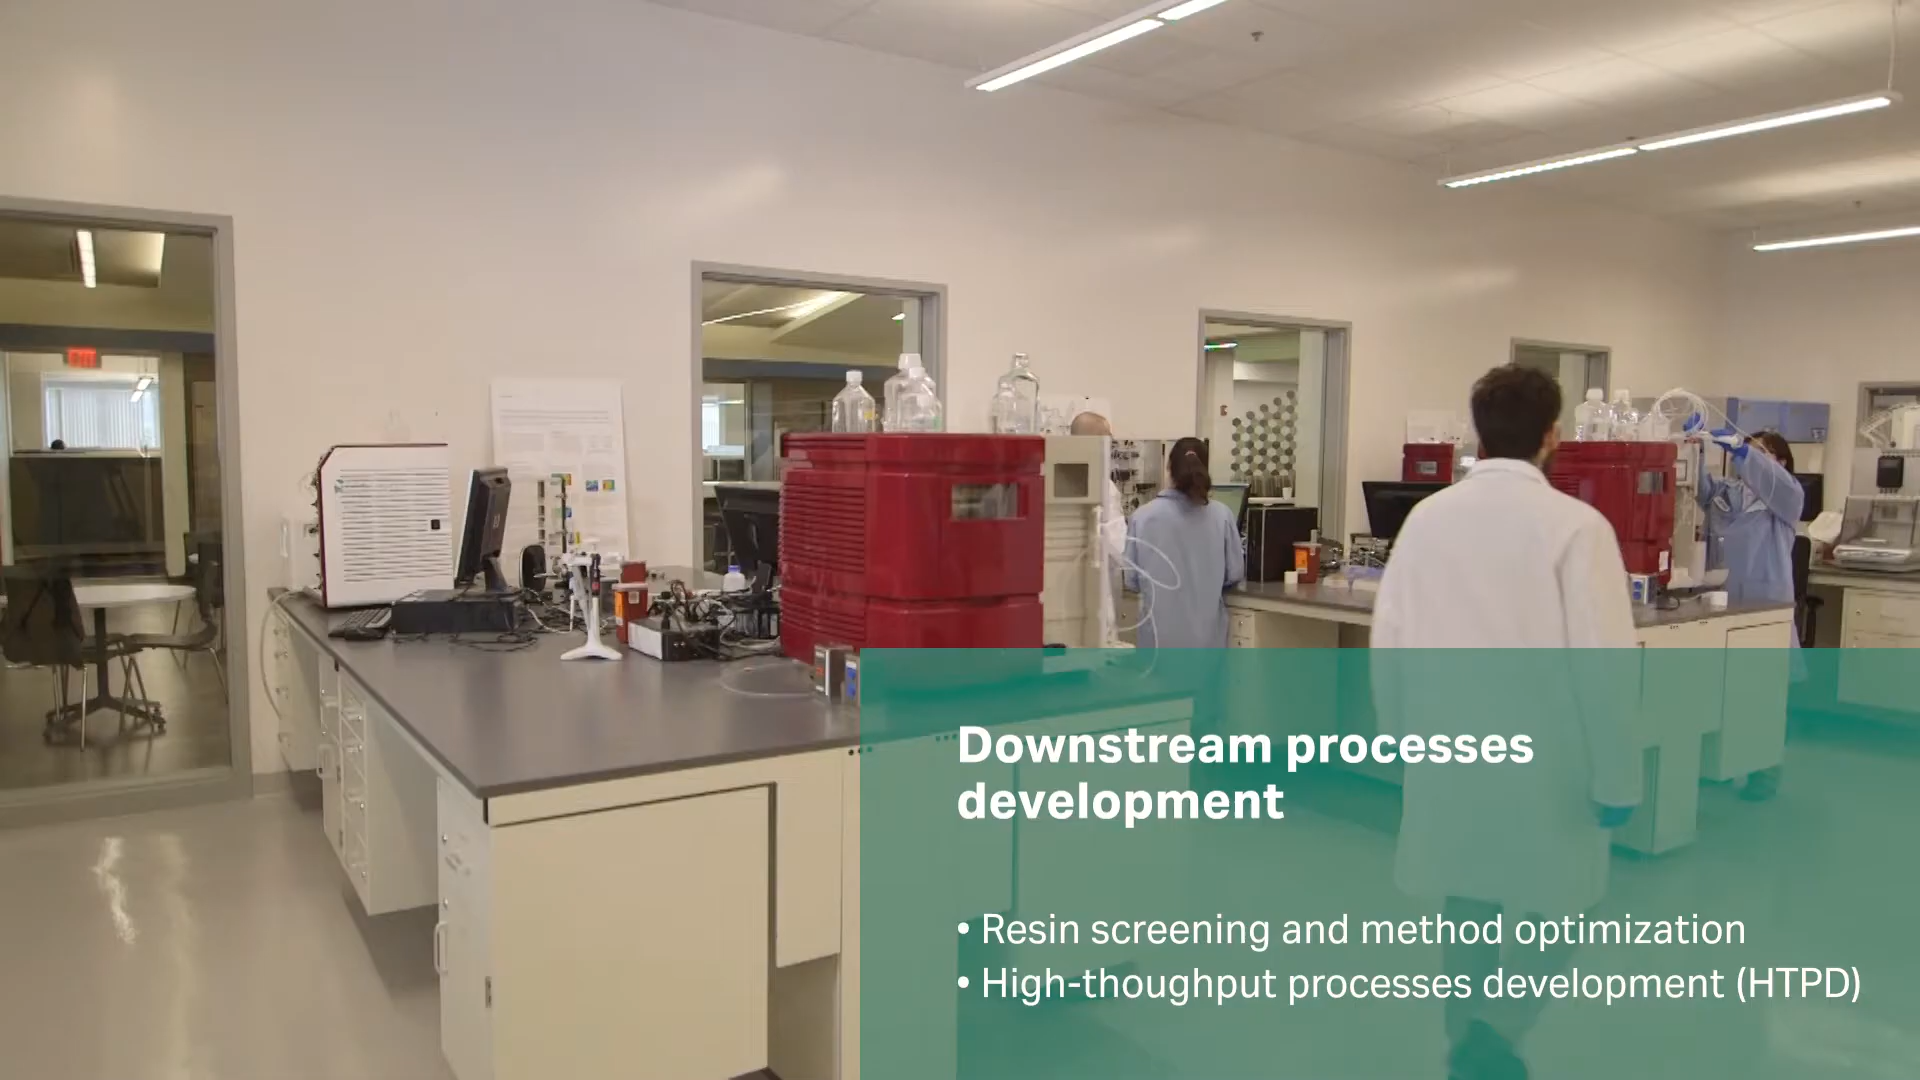 Downstream processes
development
• Resin screening and method optimization
• High-thoughput processes development (HTPD)